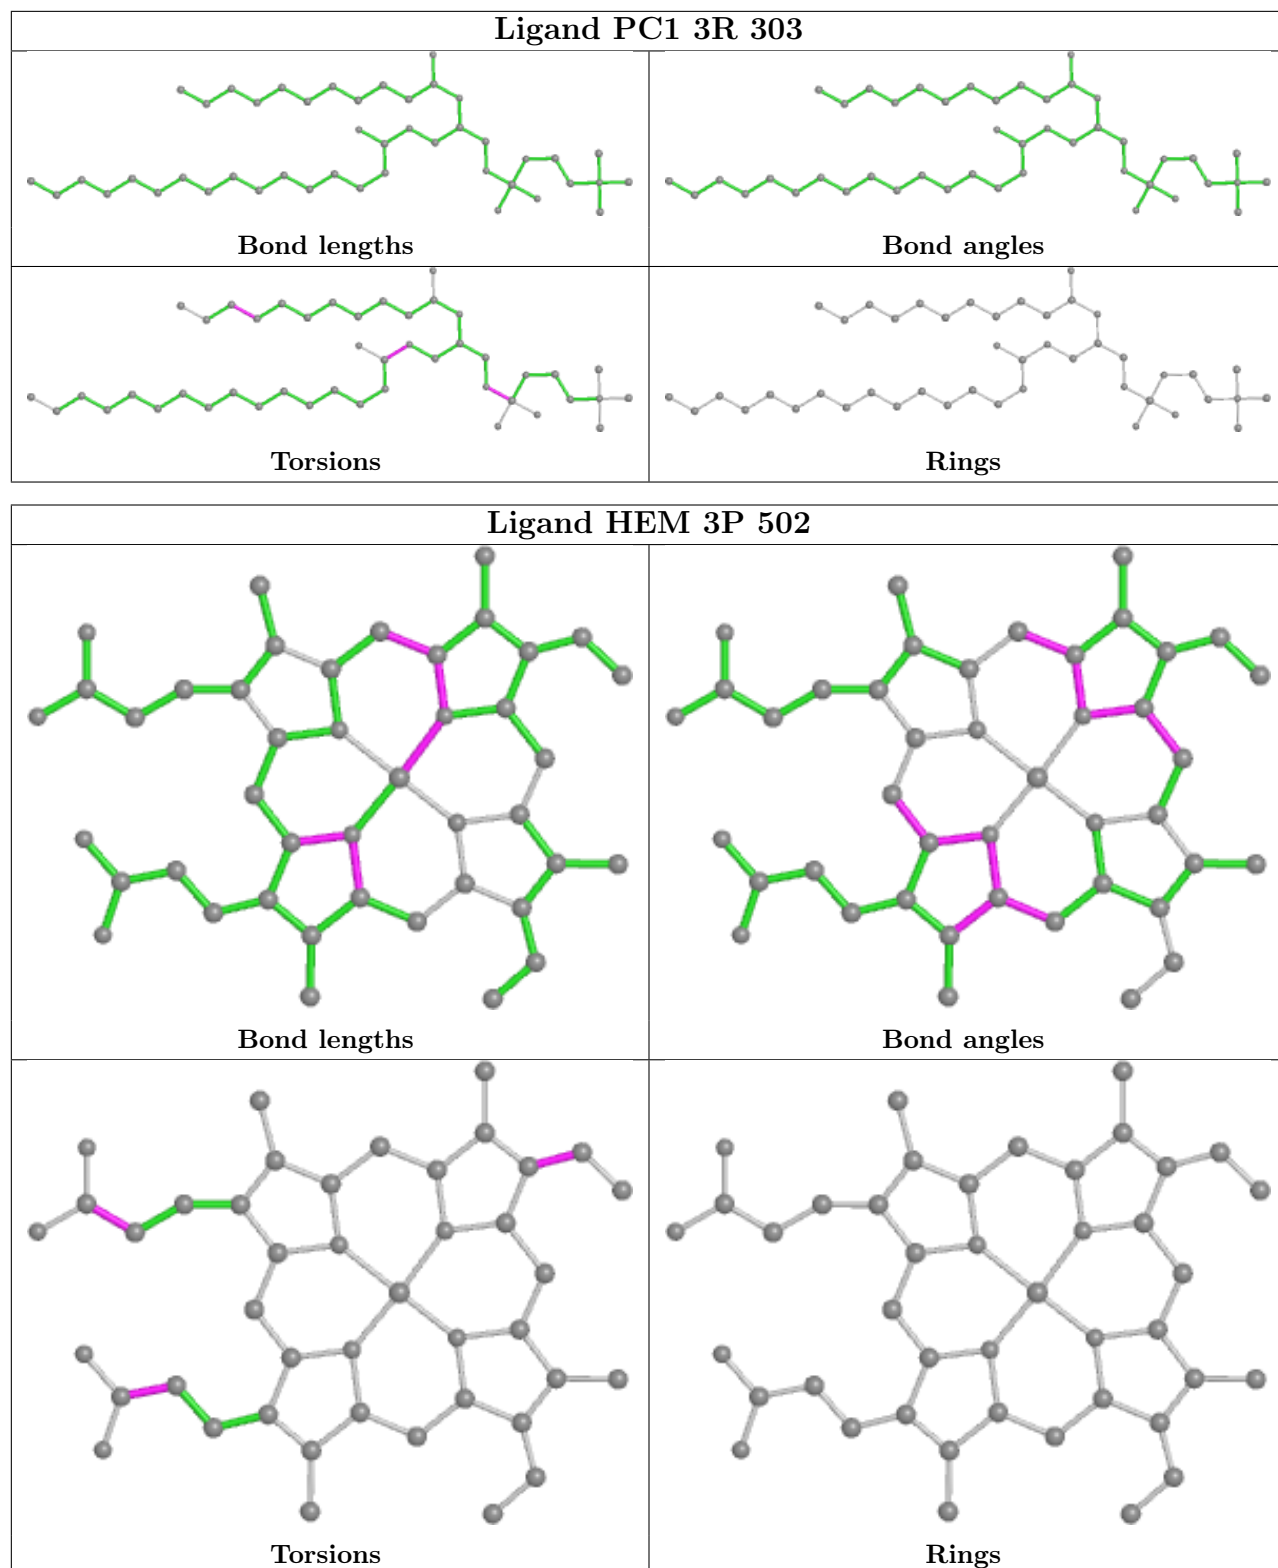 Ligand PC1 3R 303
Bond lengths
Bond angles
Torsions
Rings
Ligand HEM 3P 502
Bond lengths
Bond angles
Torsions
Rings